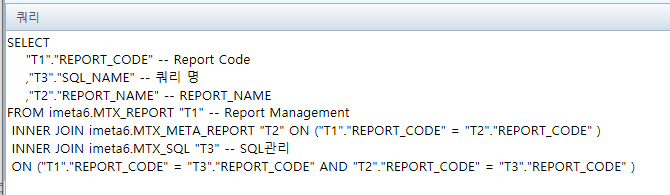 쿼리
SELECT
"T1"."REPORT_CODE" -- Report Code
,"T3"."SQL_NAME" -- 쿼리 명
,"T2"."REPORT_NAME" -- REPORT_NAME
FROM imeta6.MTX_REPORT "T1" -- Report Management
INNER JOIN imeta6.MTX_META_REPORT "T2" ON ("T1"."REPORT_CODE" = "T2"."REPORT_CODE" )
INNER JOIN imeta6.MTX_SQL "T3" -- SQL관리
ON ("T1"."REPORT_CODE" = "T3"."REPORT_CODE" AND "T2"."REPORT_CODE" = "T3"."REPORT_CODE" )